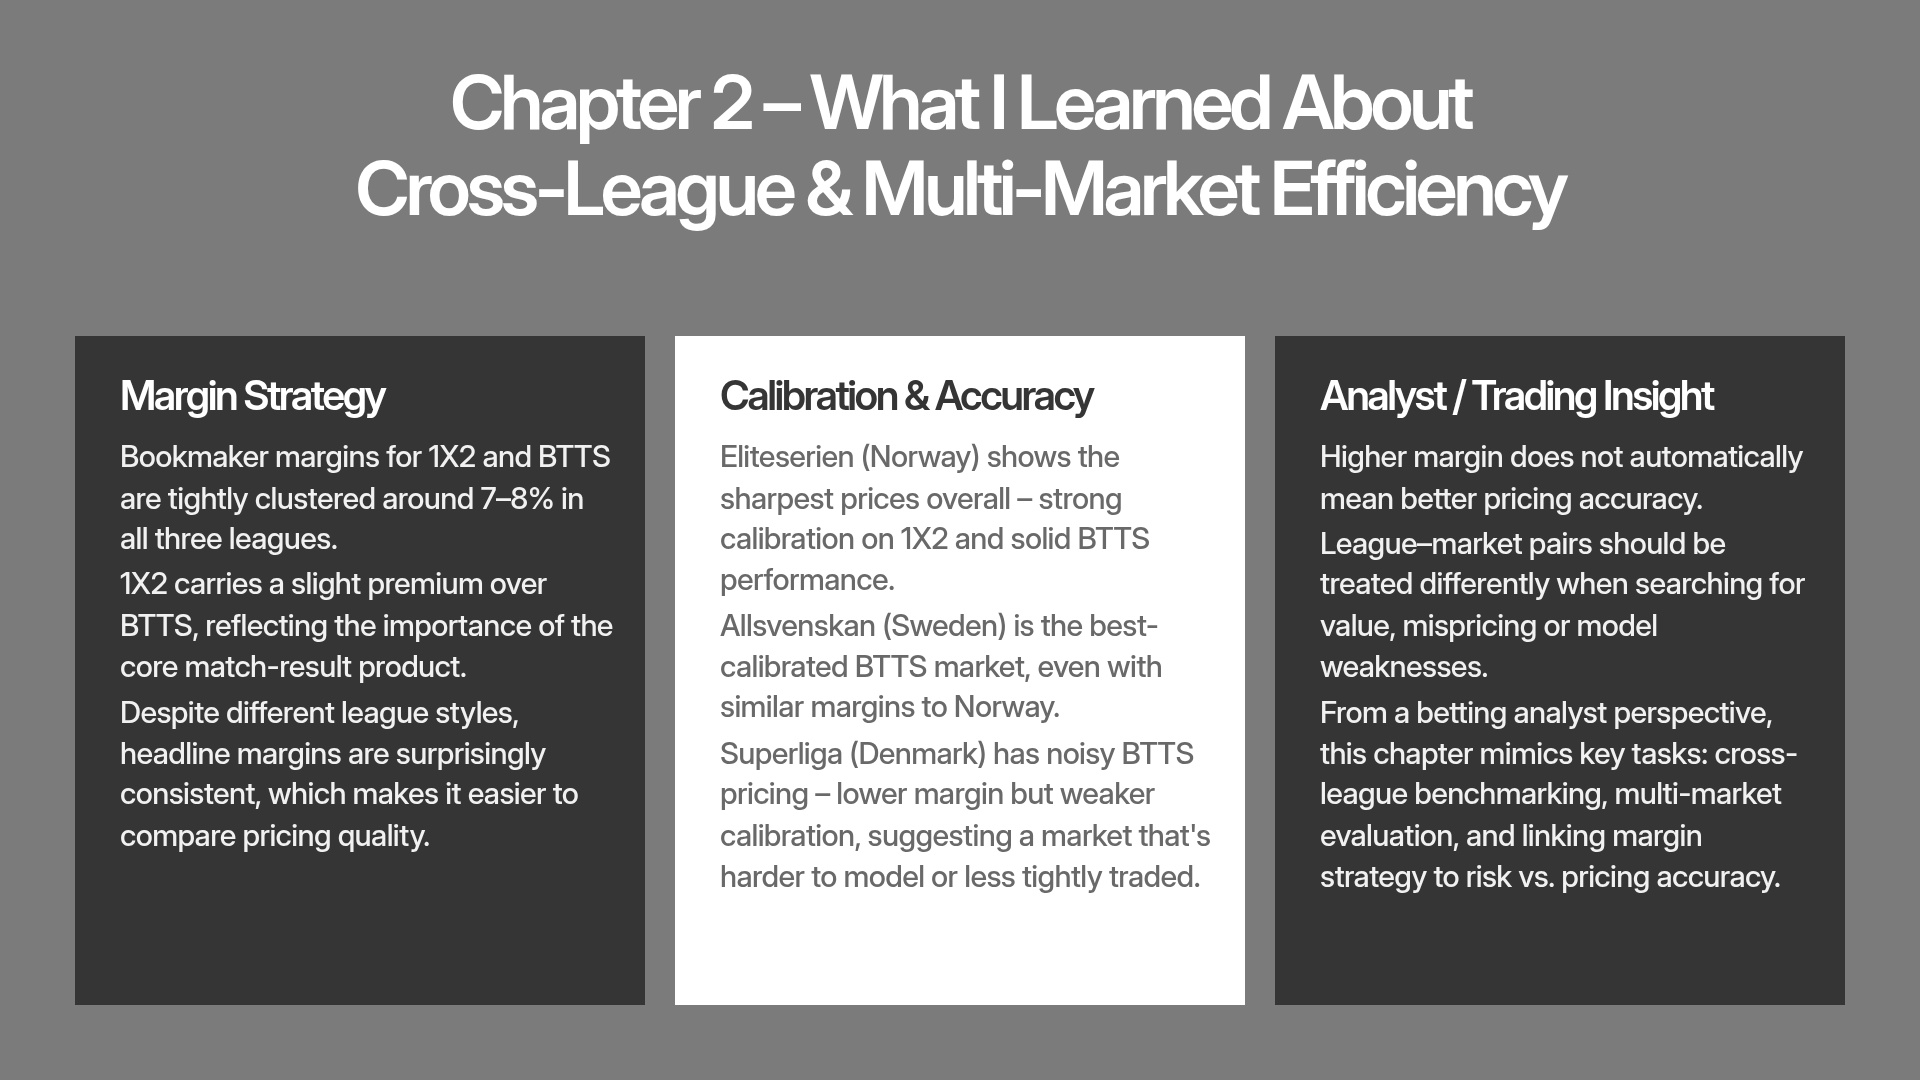 Chapter 2 – What I Learned About
Cross-League & Multi-Market Efficiency
Margin Strategy
Bookmaker margins for 1X2 and BTTS
are tightly clustered around 7–8% in
all three leagues.
1X2 carries a slight premium over
BTTS, reflecting the importance of the
core match-result product.
Despite different league styles,
headline margins are surprisingly
consistent, which makes it easier to
compare pricing quality.
Calibration & Accuracy
Eliteserien (Norway) shows the
sharpest prices overall – strong
calibration on 1X2 and solid BTTS
performance.
Allsvenskan (Sweden) is the best-
calibrated BTTS market, even with
similar margins to Norway.
Superliga (Denmark) has noisy BTTS
pricing – lower margin but weaker
calibration, suggesting a market that's
harder to model or less tightly traded.
Analyst / Trading Insight
Higher margin does not automatically
mean better pricing accuracy.
League–market pairs should be
treated differently when searching for
value, mispricing or model
weaknesses.
From a betting analyst perspective,
this chapter mimics key tasks: cross-
league benchmarking, multi-market
evaluation, and linking margin
strategy to risk vs. pricing accuracy.